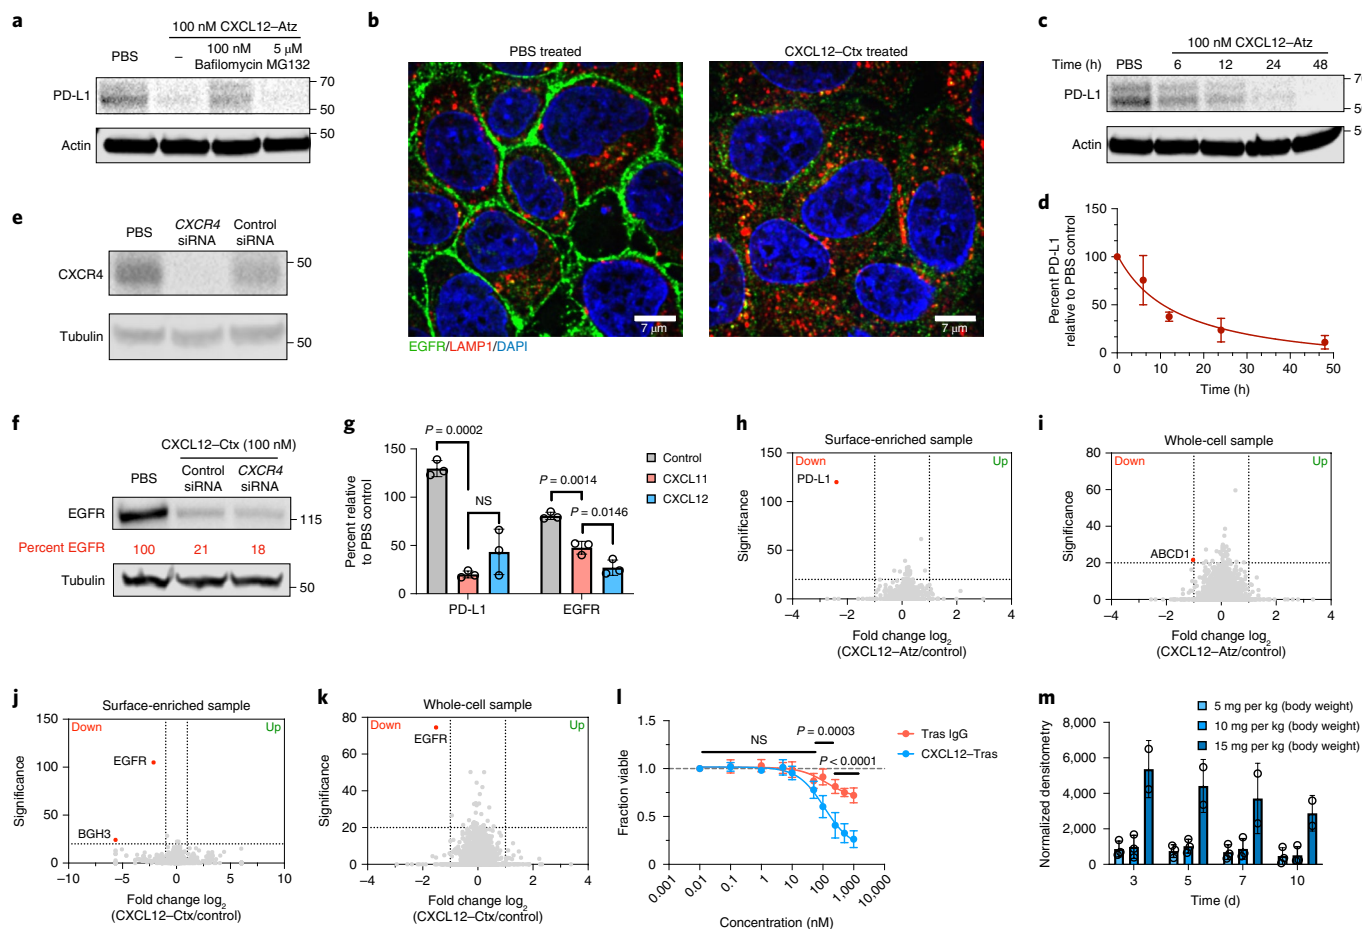 a
100 nM CXCL12–Atz
PBS
–
100 nM
Bafilomycin
5 μM
MG132
PD-L1
70
50
Actin
50
b
PBS treated
CXCL12–Ctx treated
7 μm
7 μm
EGFR/LAMP1/DAPI
c
100 nM CXCL12–Atz
Time (h)
PBS
6
12
24
48
PD-L1
Actin
d
Percent PD-L1
relative to PBS control
150
100
50
0
0
10
20
30
40
50
Time (h)
e
PBS
CXCR4
siRNA
Control
siRNA
CXCR4
50
Tubulin
50
f
CXCL12–Ctx (100 nM)
PBS
Control
siRNA
CXCR4
siRNA
EGFR
115
Percent EGFR
100
21
18
Tubulin
50
g
Percent relative
to PBS control
150
100
50
0
P = 0.0002
NS
P = 0.0014
P = 0.0146
PD-L1
EGFR
Control
CXCL11
CXCL12
h
Surface-enriched sample
Down
Up
PD-L1
Significance
150
100
50
0
–4
–2
0
2
4
Fold change log2
(CXCL12–Atz/control)
i
Whole-cell sample
Down
Up
ABCD1
Significance
80
60
40
20
0
–4
–2
0
2
4
Fold change log2
(CXCL12–Atz/control)
j
Surface-enriched sample
Down
Up
EGFR
BGH3
Significance
150
100
50
0
–10
–5
0
5
10
Fold change log2
(CXCL12–Ctx/control)
k
Whole-cell sample
Down
Up
EGFR
Significance
80
60
40
20
0
–4
–2
0
2
4
Fold change log2
(CXCL12–Ctx/control)
l
Fraction viable
1.5
1.0
0.5
0
NS
P = 0.0003
P < 0.0001
Tras IgG
CXCL12–Tras
0.001
0.01
0.1
1
10
100
1,000
10,000
Concentration (nM)
m
Normalized densitometry
8,000
6,000
4,000
2,000
0
5 mg per kg (body weight)
10 mg per kg (body weight)
15 mg per kg (body weight)
3
5
7
10
Time (d)